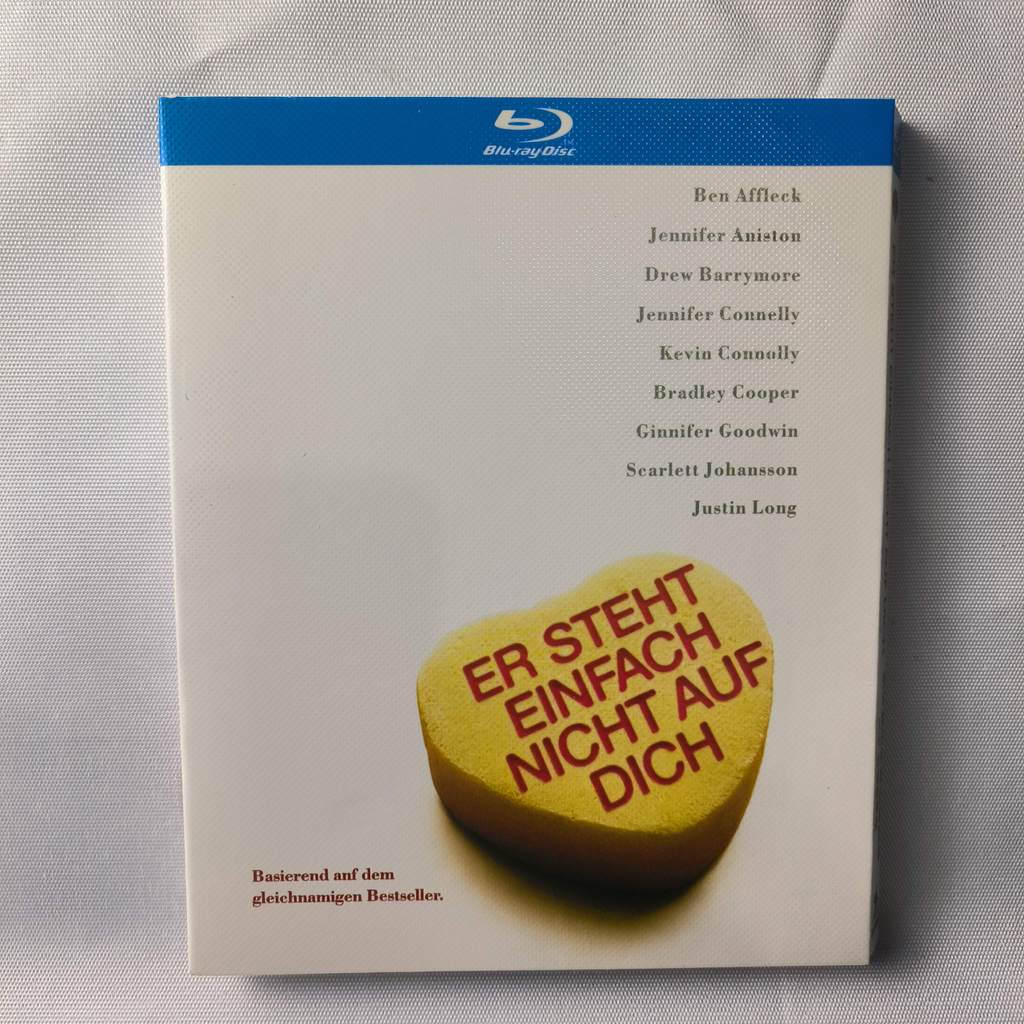 Blu-ray Disc
Ben Affleck
Jennifer Aniston
Drew Barrymore
Jennifer Connelly
Kevin Connolly
Bradley Cooper
Ginnifer Goodwin
Scarlett Johansson
Justin Long
ER STEHT
EINFACH
NICHT AUF
DICH
Basierend auf dem
gleichnamigen Bestseller.